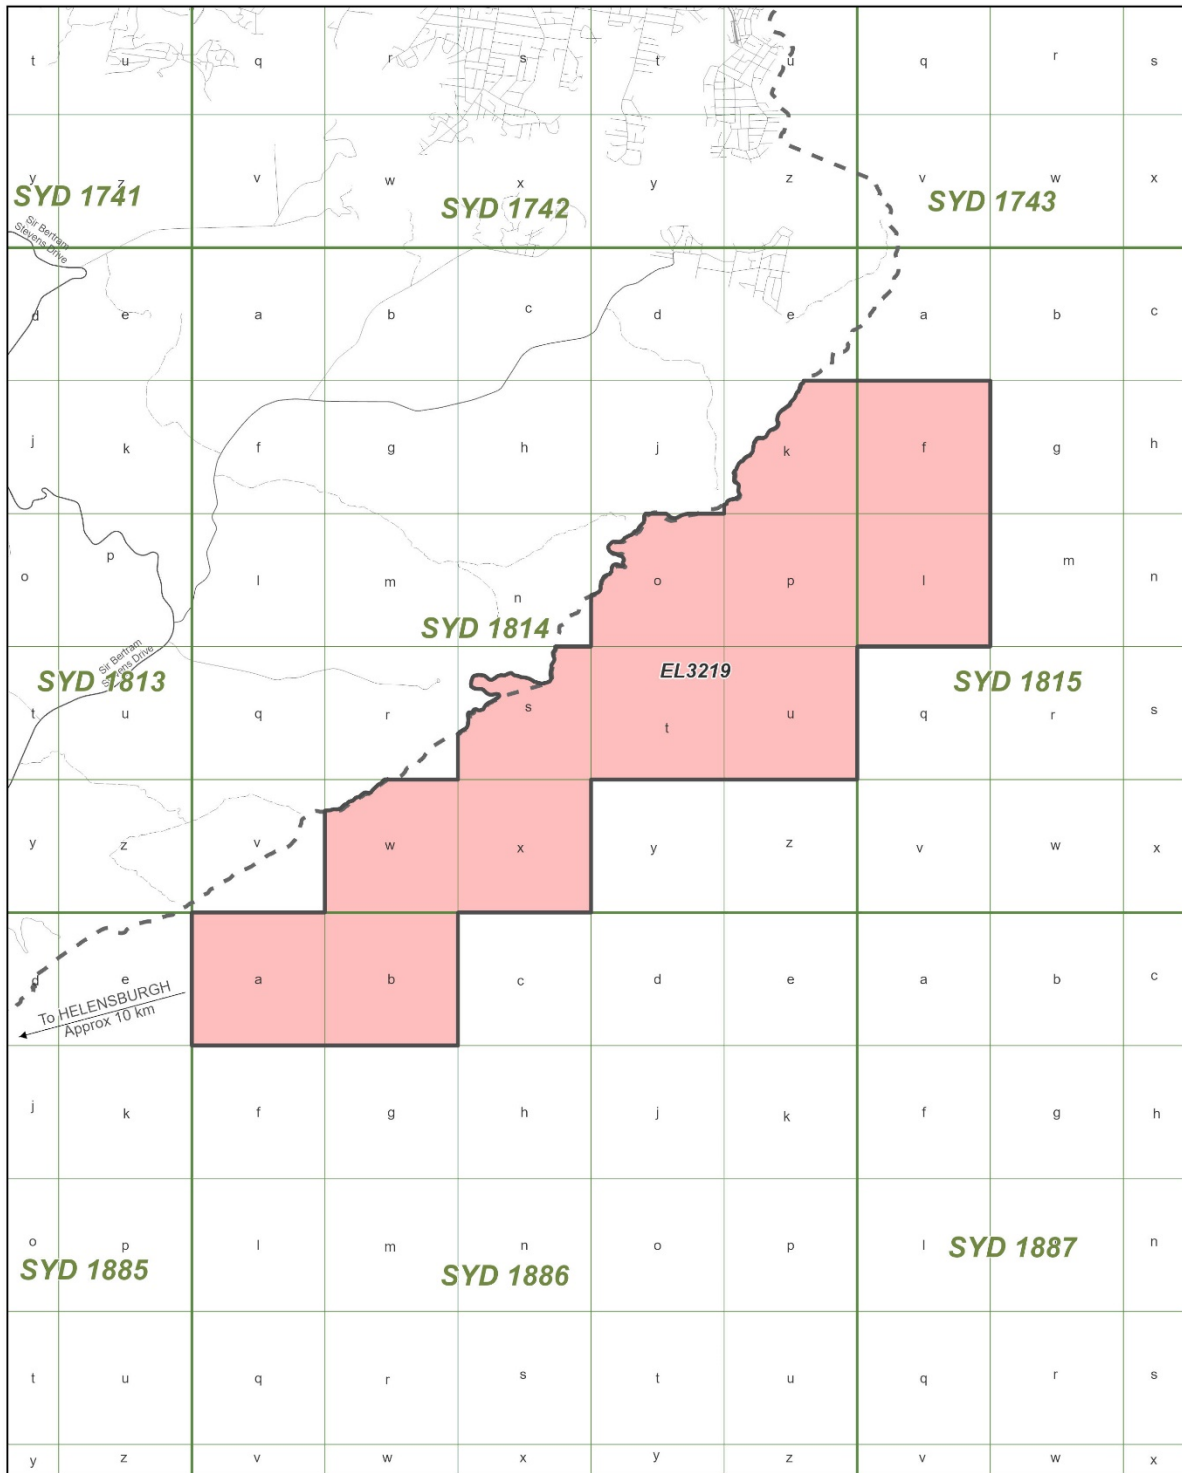 t u q r s t u q r s
y z v w x y z v w x
SYD 1741 SYD 1742 SYD 1743
Sir Bertram
Stevens Drive
d e a b c d e a b c
j k f g h j k f g h
o p l m n o p l m n
SYD 1814
Sir Bertram
Stevens Drive
EL3219
SYD 1813 SYD 1815
t u q r s t u q r s
y z v w x y z v w x
d e a b c d e a b c
To HELENSBURGH
Approx 10 km
j k f g h j k f g h
o p l m n o p l n
SYD 1885 SYD 1886 SYD 1887
t u q r s t u q r s
y z v w x y z v w x